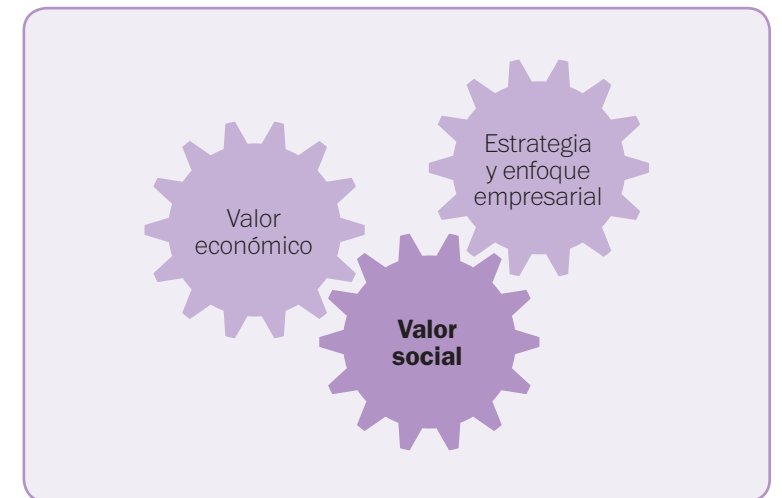 Estrategia
y enfoque
empresarial
Valor
económico
Valor
social